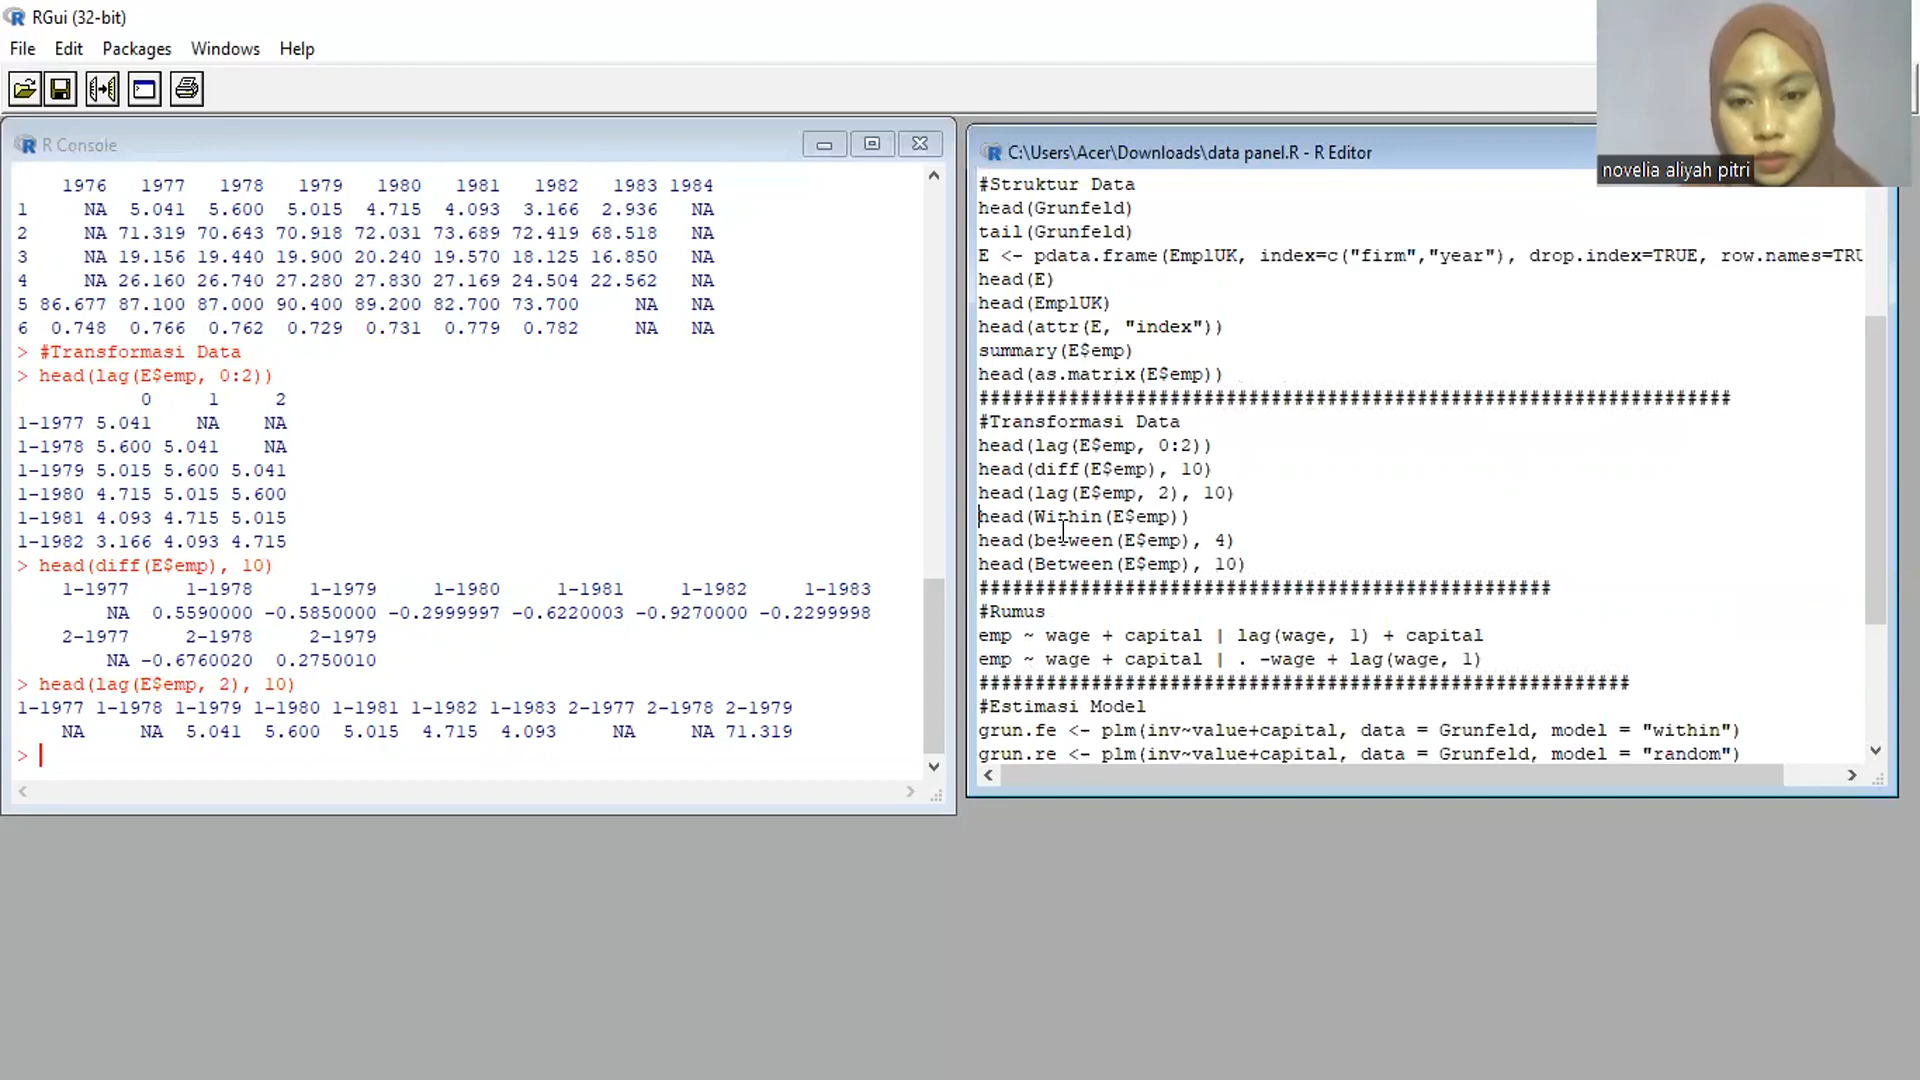 RGui (32-bit)
File Edit Packages Windows Help
R Console
1976 1977 1978 1979 1980 1981 1982 1983 1984
1 NA 5.041 5.600 5.015 4.715 4.093 3.166 2.936 NA
2 NA 71.319 70.643 70.918 72.031 73.689 72.419 68.518 NA
3 NA 19.156 19.440 19.900 20.240 19.570 18.125 16.850 NA
4 NA 26.160 26.740 27.280 27.830 27.169 24.504 22.562 NA
5 86.677 87.100 87.000 90.400 89.200 82.700 73.700 NA NA
6 0.748 0.766 0.762 0.729 0.731 0.779 0.782 NA NA
> #Transformasi Data
> head(lag(E$emp, 0:2))
0 1 2
1-1977 5.041 NA NA
1-1978 5.600 5.041 NA
1-1979 5.015 5.600 5.041
1-1980 4.715 5.015 5.600
1-1981 4.093 4.715 5.015
1-1982 3.166 4.093 4.715
> head(diff(E$emp), 10)
1-1977 1-1978 1-1979 1-1980 1-1981 1-1982 1-1983
NA 0.5590000 -0.5850000 -0.2999997 -0.6220003 -0.9270000 -0.2299998
2-1977 2-1978 2-1979
NA -0.6760020 0.2750010
> head(lag(E$emp, 2), 10)
1-1977 1-1978 1-1979 1-1980 1-1981 1-1982 1-1983 2-1977 2-1978 2-1979
NA NA 5.041 5.600 5.015 4.715 4.093 NA NA 71.319
>
C:\Users\Acer\Downloads\data panel.R - R Editor
#Struktur Data
head(Grunfeld)
tail(Grunfeld)
E <- pdata.frame(EmplUK, index=c("firm","year"), drop.index=TRUE, row.names=TRU
head(E)
head(EmplUK)
head(attr(E, "index"))
summary(E$emp)
head(as.matrix(E$emp))
###################################################################
#Transformasi Data
head(lag(E$emp, 0:2))
head(diff(E$emp), 10)
head(lag(E$emp, 2), 10)
head(Within(E$emp))
head(between(E$emp), 4)
head(Between(E$emp), 10)
###################################################
#Rumus
emp ~ wage + capital | lag(wage, 1) + capital
emp ~ wage + capital | . -wage + lag(wage, 1)
##########################################################
#Estimasi Model
grun.fe <- plm(inv~value+capital, data = Grunfeld, model = "within")
grun.re <- plm(inv~value+capital, data = Grunfeld, model = "random")
novelia aliyah pitri